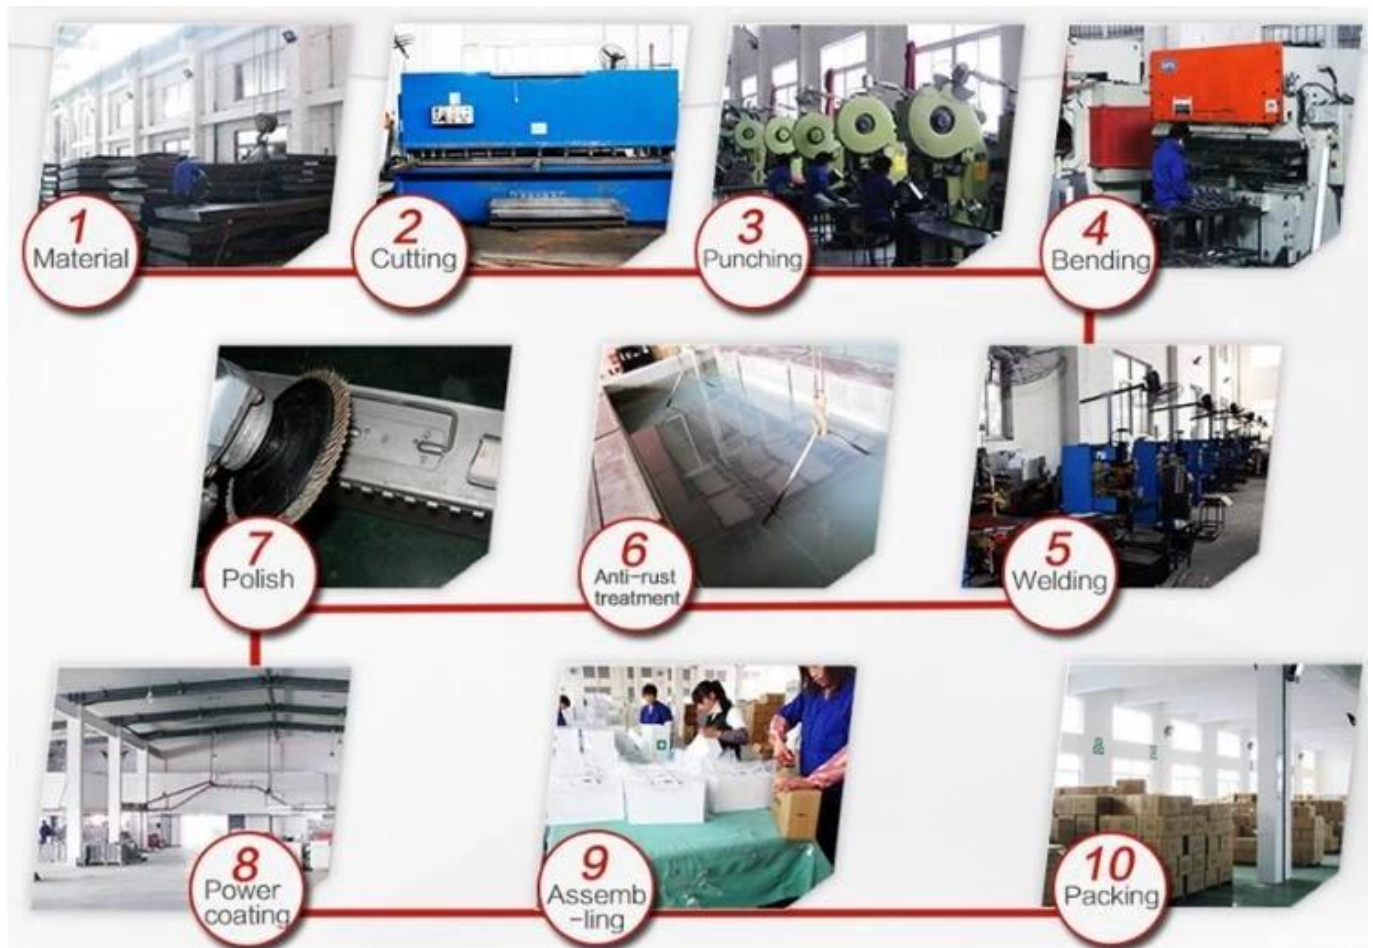 1
Material
2
Cutting
3
Punching
4
Bending
5
Welding
6
Anti-rust
treatment
7
Polish
8
Power
coating
9
Assemb
-ling
10
Packing